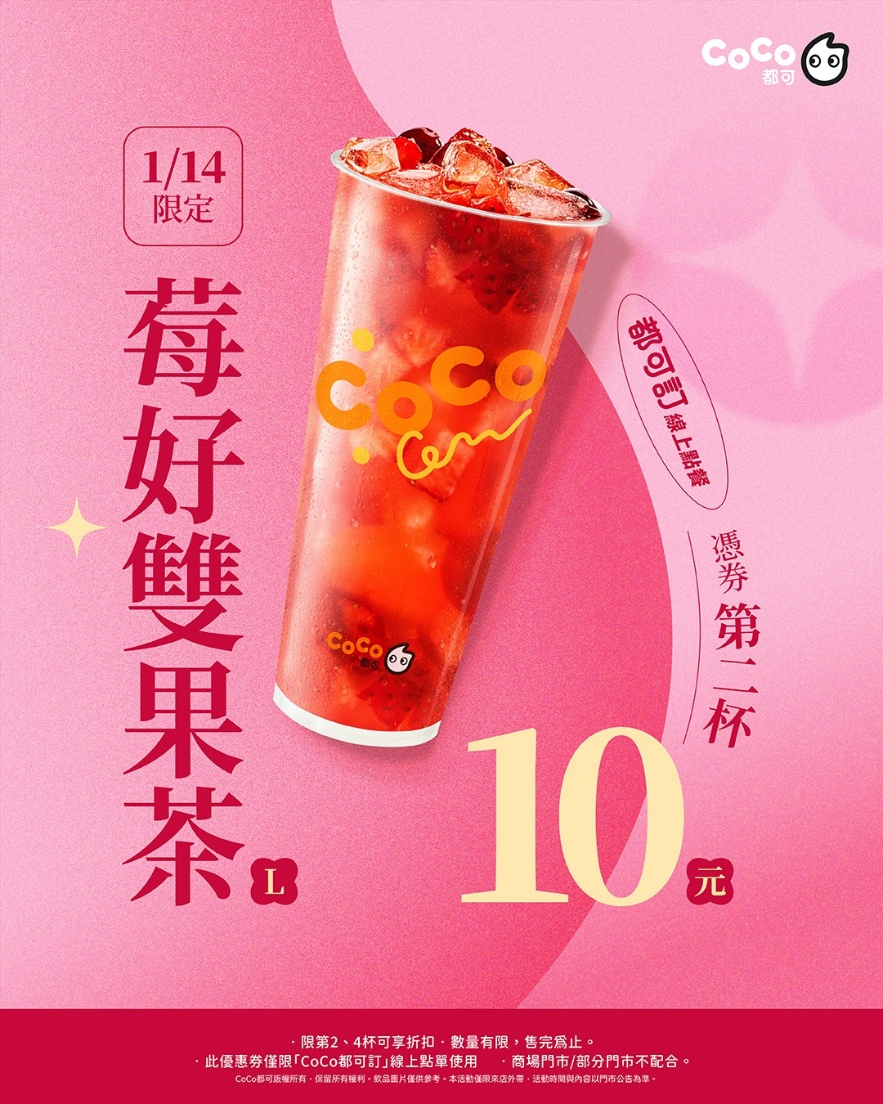 CoCo
都可
1/14
限定
莓好雙果茶
L
CoCo
CoCo
都可
都可訂 線上點餐
憑券 第二杯
10元
·限第2、4杯可享折扣·數量有限，售完為止。
·此優惠券僅限「CoCo都可訂」線上點單使用 ·商場門市/部分門市不配合。
CoCo都可版權所有，保留所有權利。飲品圖片僅供參考。本活動僅限來店外帶，活動時間與內容以門市公告為準。